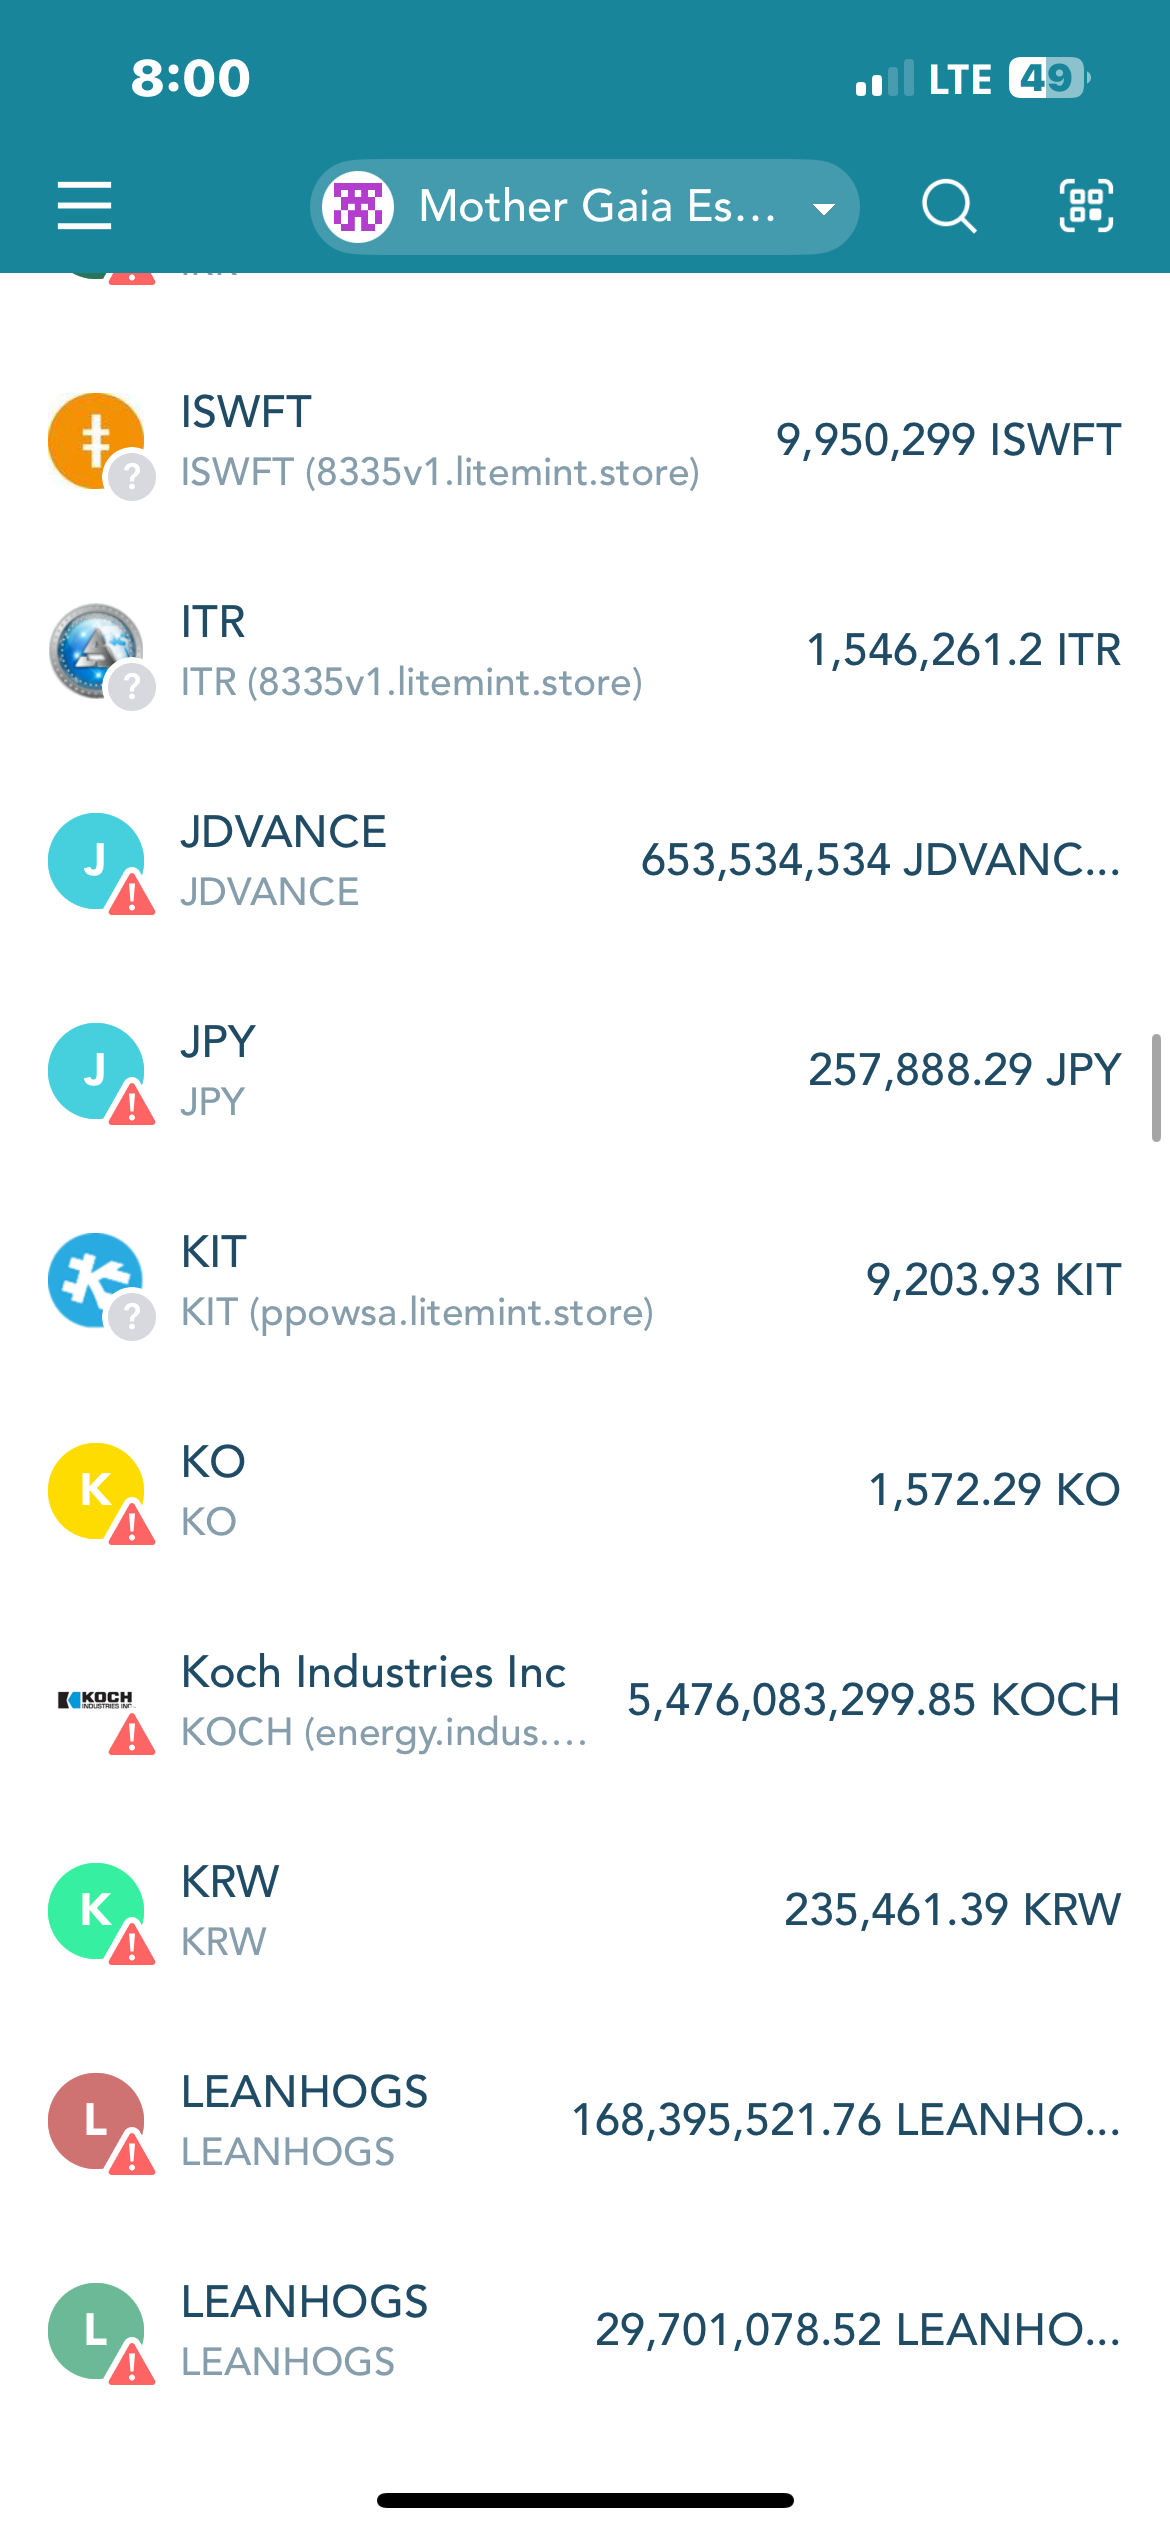 8:00
LTE 49
Mother Gaia Es...
ISWFT
9,950,299 ISWFT
ISWFT (8335v1.litemint.store)
ITR
1,546,261.2 ITR
ITR (8335v1.litemint.store)
JDVANCE
653,534,534 JDVANC...
JDVANCE
JPY
257,888.29 JPY
JPY
KIT
9,203.93 KIT
KIT (ppowsa.litemint.store)
KO
1,572.29 KO
KO
KOCH
INDUSTRIES INC
Koch Industries Inc
5,476,083,299.85 KOCH
KOCH (energy.indus....
KRW
235,461.39 KRW
KRW
LEANHOGS
168,395,521.76 LEANHO...
LEANHOGS
LEANHOGS
29,701,078.52 LEANHO...
LEANHOGS